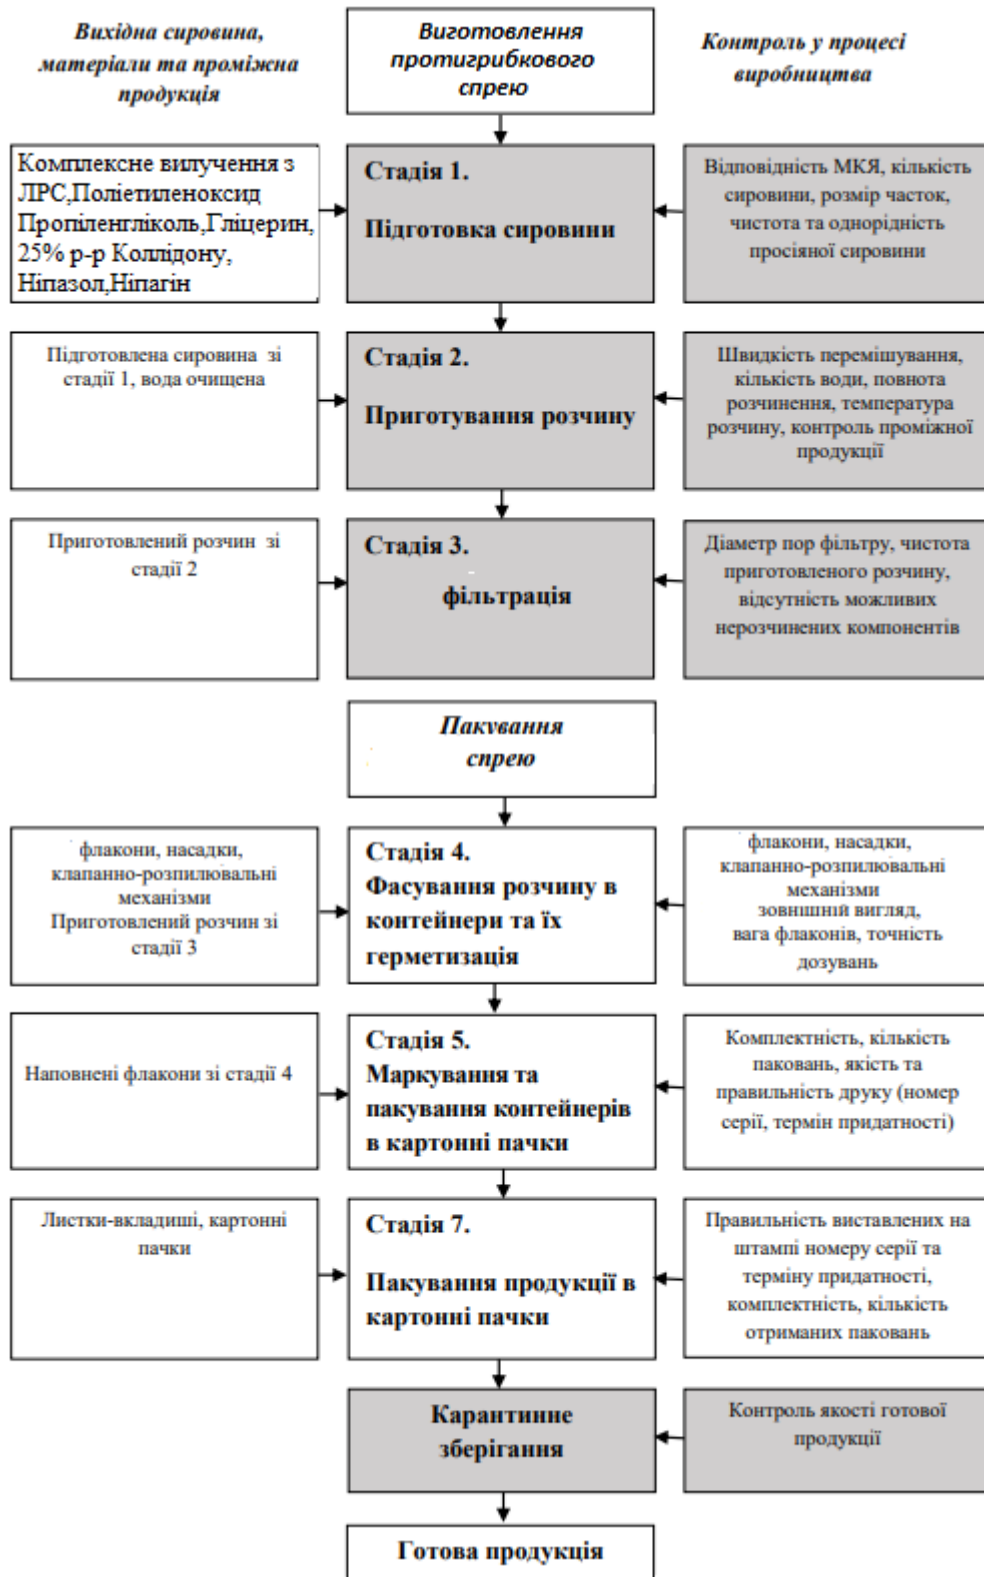 Вихідна сировина,
матеріали та проміжна
продукція
Виготовлення
протигрибкового
спрею
Контроль у процесі
виробництва
Комплексне вилучення з
ЛРС,Поліетиленоксид
Пропіленгліколь,Гліцерин,
25% р-р Коллідону,
Ніпазол,Ніпагін
Стадія 1.
Підготовка сировини
Відповідність МКЯ, кількість
сировини, розмір часток,
чистота та однорідність
просіяної сировини
Підготовлена сировина зі
стадії 1, вода очищена
Стадія 2.
Приготування розчину
Швидкість перемішування,
кількість води, повнота
розчинення, температура
розчину, контроль проміжної
продукції
Приготовлений розчин зі
стадії 2
Стадія 3.
фільтрація
Діаметр пор фільтру, чистота
приготовленого розчину,
відсутність можливих
нерозчинених компонентів
Пакування
спрею
флакони, насадки,
клапанно-розпилювальні
механізми
Приготовлений розчин зі
стадії 3
Стадія 4.
Фасування розчину в
контейнери та їх
герметизація
флакони, насадки,
клапанно-розпилювальні
механізми
зовнішній вигляд,
вага флаконів, точність
дозувань
Наповнені флакони зі стадії 4
Стадія 5.
Маркування та
пакування контейнерів
в картонні пачки
Комплектність, кількість
паковань, якість та
правильність друку (номер
серії, термін придатності)
Листки-вкладиші, картонні
пачки
Стадія 7.
Пакування продукції в
картонні пачки
Правильність виставлених на
штампі номеру серії та
терміну придатності,
комплектність, кількість
отриманих паковань
Карантинне
зберігання
Контроль якості готової
продукції
Готова продукція